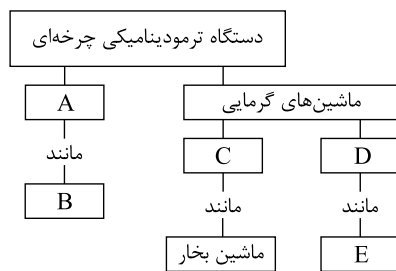 دستگاه ترمودینامیکی چرخه‌ای
ماشین‌های گرمایی
A
C
D
مانند
مانند
مانند
B
ماشین بخار
E